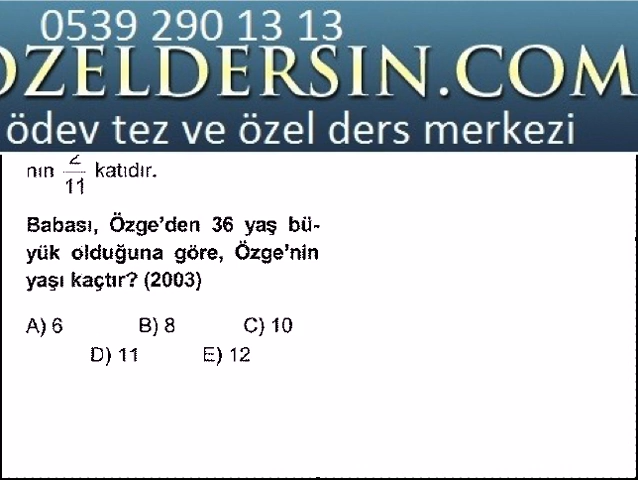 0539 290 13 13
OZELDERSIN.COM
ödev tez ve özel ders merkezi
nın 2/11 katıdır.
Babası, Özge'den 36 yaş bü-
yük olduğuna göre, Özge'nin
yaşı kaçtır? (2003)
A) 6 B) 8 C) 10
D) 11 E) 12